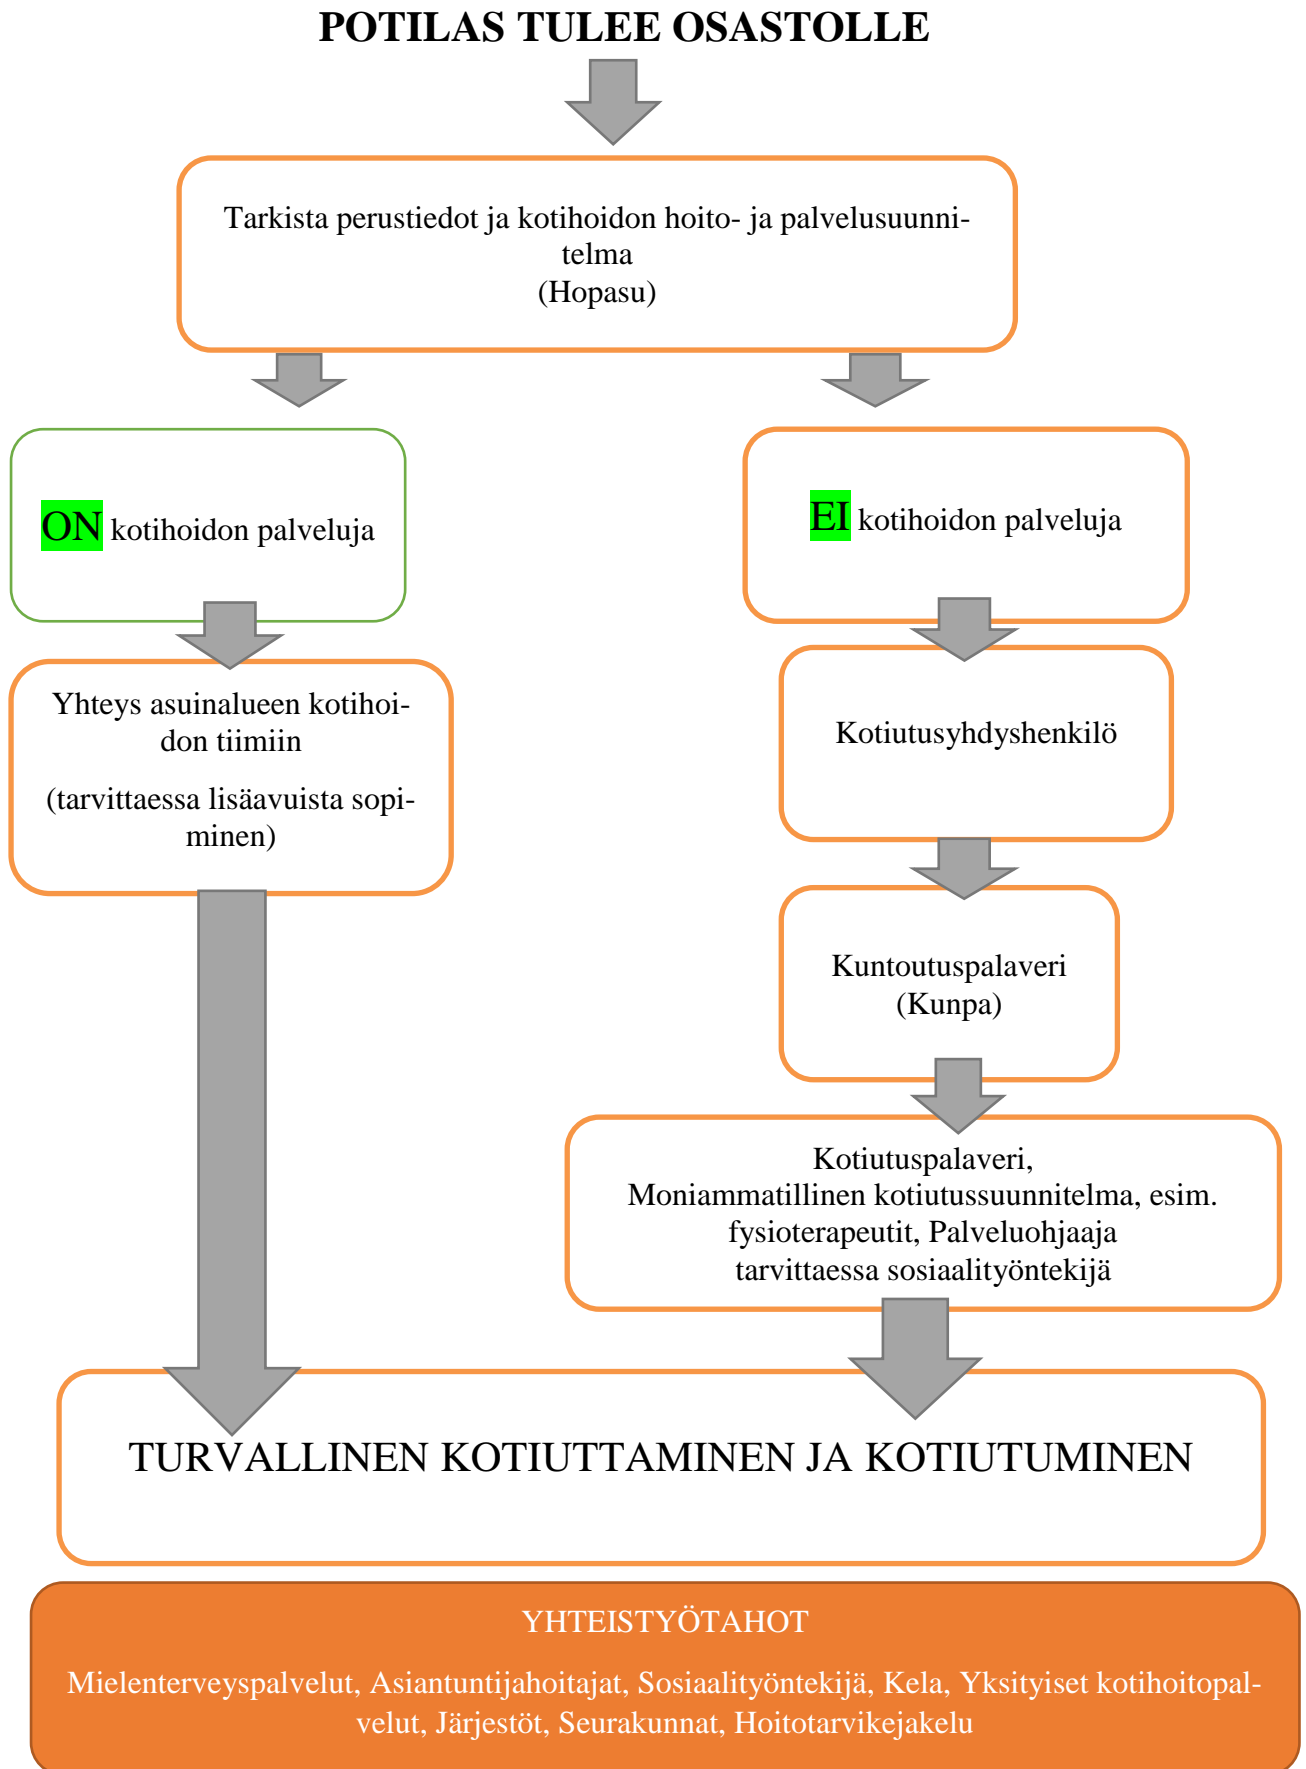 POTILAS TULEE OSASTOLLE
Tarkista perustiedot ja kotihoidon hoito- ja palvelusuunni-
telma
(Hopasu)
ON kotihoidon palveluja
EI kotihoidon palveluja
Yhteys asuinalueen kotihoi-
don tiimiin
(tarvittaessa lisäavuista sopi-
minen)
Kotiutusyhdyshenkilö
Kuntoutuspalaveri
(Kunpa)
Kotiutuspalaveri,
Moniammatillinen kotiutussuunnitelma, esim.
fysioterapeutit, Palveluohjaaja
tarvittaessa sosiaalityöntekijä
TURVALLINEN KOTIUTTAMINEN JA KOTIUTUMINEN
YHTEISTYÖTAHOT
Mielenterveyspalvelut, Asiantuntijahoitajat, Sosiaalityöntekijä, Kela, Yksityiset kotihoitopal-
velut, Järjestöt, Seurakunnat, Hoitotarvikejakelu